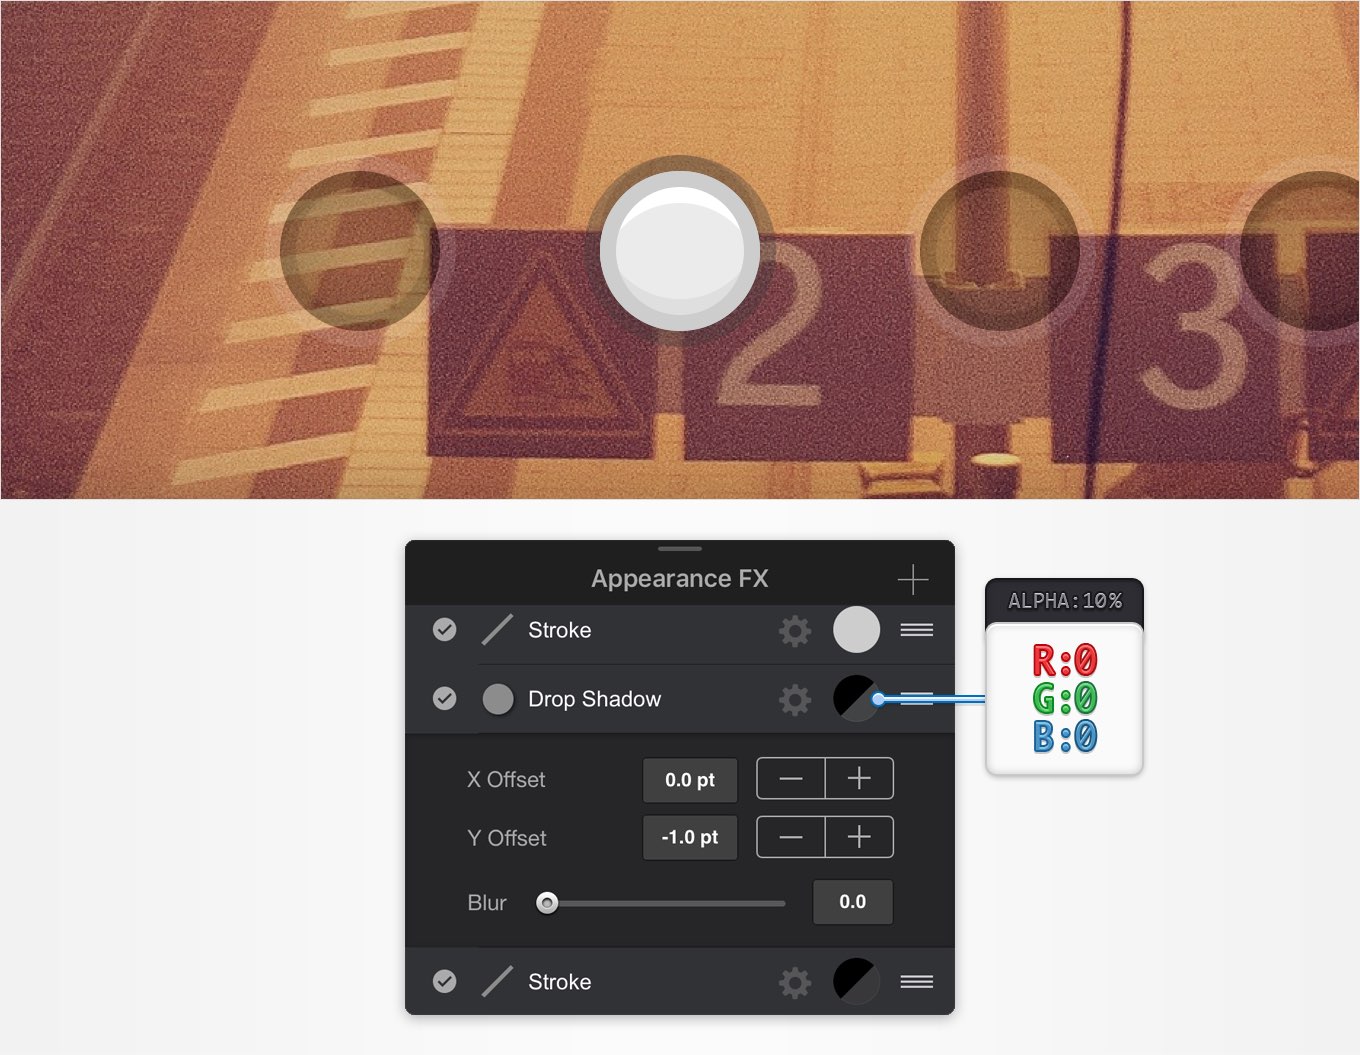 2
3
Appearance FX
Stroke
Drop Shadow
X Offset 0.0 pt
Y Offset -1.0 pt
Blur 0.0
Stroke
ALPHA:10%
R:0
G:0
B:0